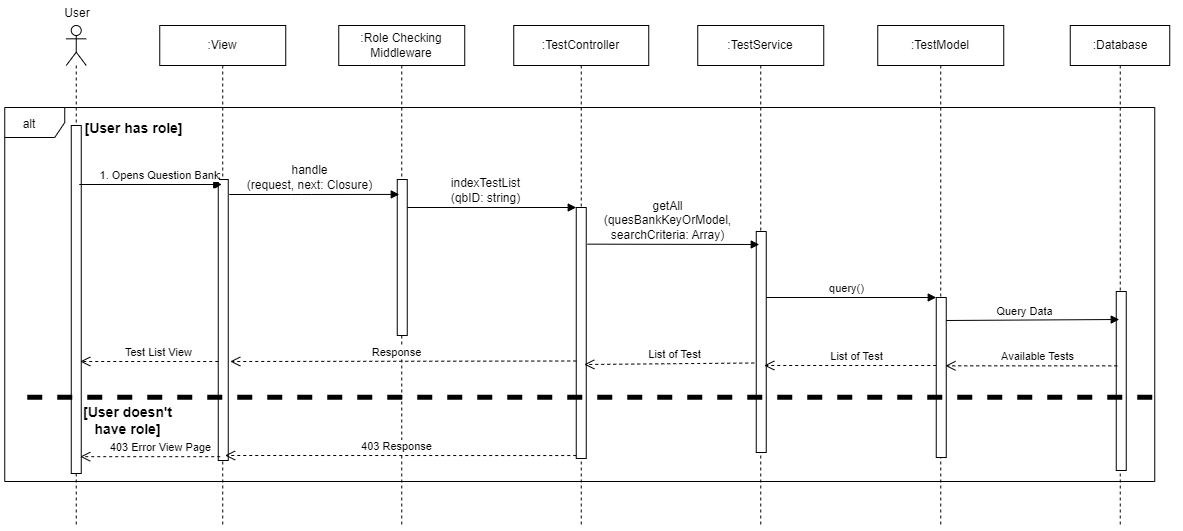 User
:View
:Role Checking
Middleware
:TestController
:TestService
:TestModel
:Database
alt
[User has role]
1. Opens Question Bank
handle
(request, next: Closure)
indexTestList
(qbID: string)
getAll
(quesBankKeyOrModel,
searchCriteria: Array)
query()
Query Data
Test List View
Response
List of Test
List of Test
Available Tests
[User doesn't
have role]
403 Error View Page
403 Response